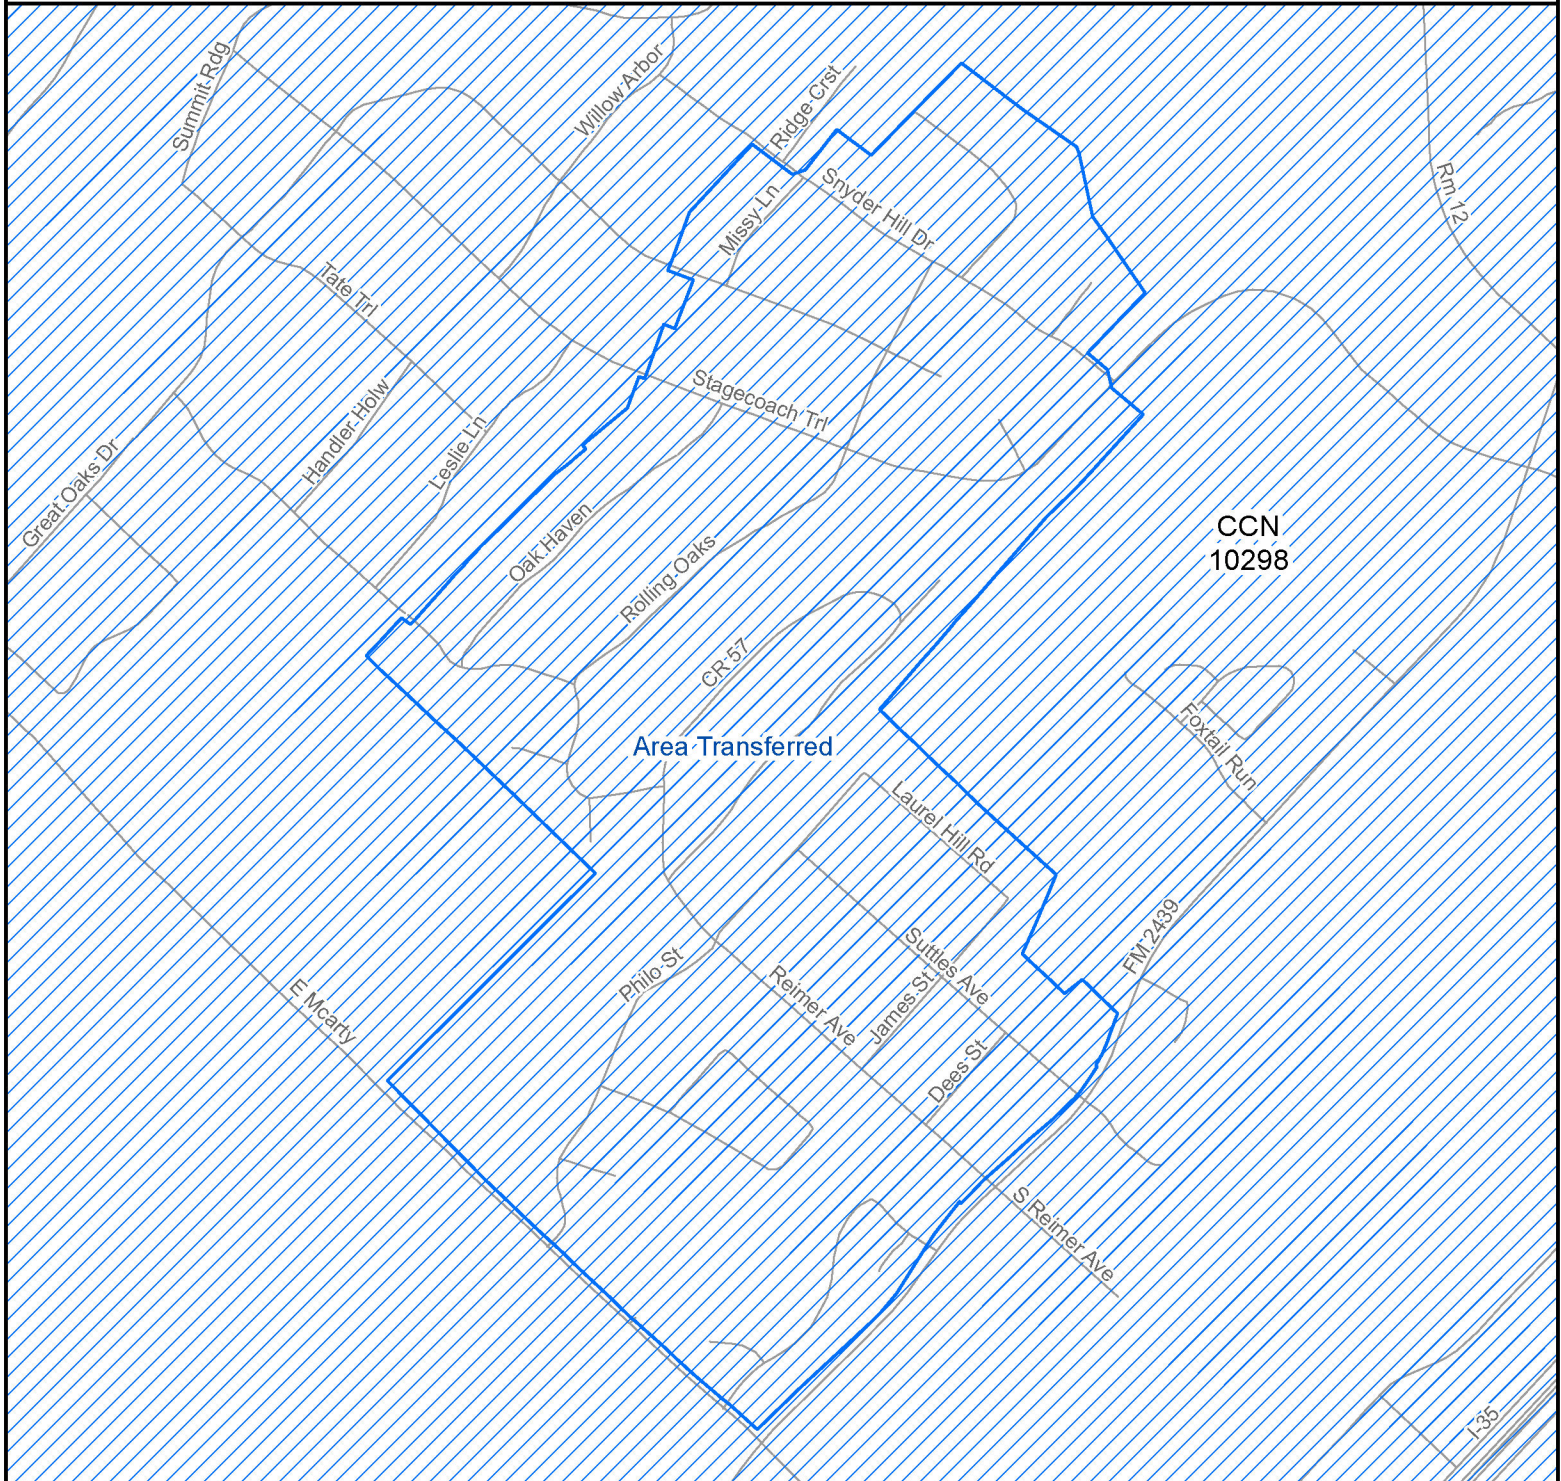 Summit Rdg
Willow Arbor
Ridge Crst
Rm 12
Missy Ln
Snyder Hill Dr
Tate Trl
Stagecoach Trl
Handler Holw
Leslie Ln
Great Oaks Dr
Oak Haven
Rolling Oaks
CCN
10298
CR 57
Area Transferred
Foxtail Run
Laurel Hill Rd
FM 2439
Suttles Ave
Philo St
Reimer Ave
James St
E Mcarty
Dees St
S Reimer Ave
I-35